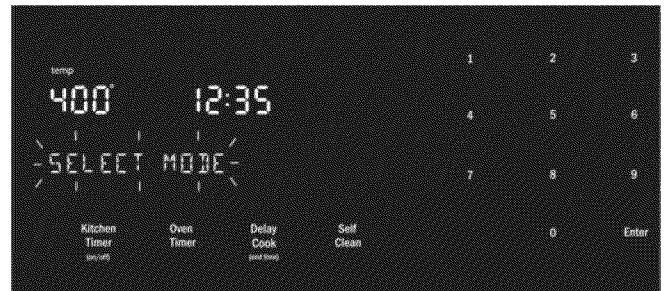 temp
400° 12:35
SELECT MODE
Kitchen Timer (on/off)
Oven Timer
Delay Cook (end time)
Self Clean
1 2 3
4 5 6
7 8 9
0 Enter